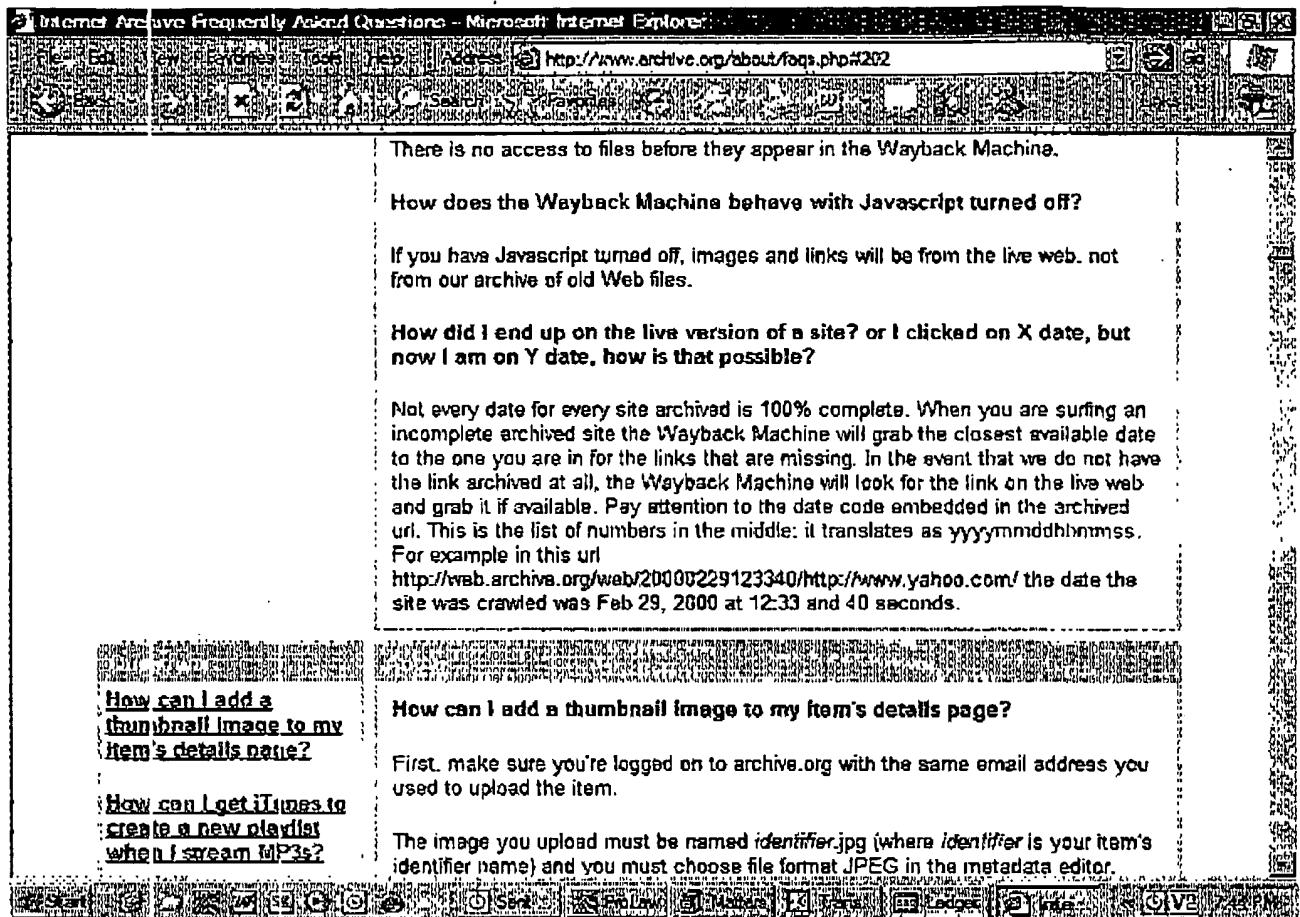 Internet Archive Frequently Asked Questions - Microsoft Internet Explorer
File Edit View Favorites Tools Help Address http://www.archive.org/about/faqs.php#202
Back Search Favorites
There is no access to files before they appear in the Wayback Machine.
How does the Wayback Machine behave with Javascript turned off?
If you have Javascript turned off, images and links will be from the live web. not
from our archive of old Web files.
How did I end up on the live version of a site? or I clicked on X date, but
now I am on Y date, how is that possible?
Not every date for every site archived is 100% complete. When you are surfing an
incomplete archived site the Wayback Machine will grab the closest available date
to the one you are in for the links that are missing. In the event that we do not have
the link archived at all, the Wayback Machine will look for the link on the live web
and grab it if available. Pay attention to the date code embedded in the archived
url. This is the list of numbers in the middle: it translates as yyyymmddhhmmss.
For example in this url
http://web.archive.org/web/20000229123340/http://www.yahoo.com/ the date the
site was crawled was Feb 29, 2000 at 12:33 and 40 seconds.
How can I add a
thumbnail image to my
item's details page?
How can I get iTunes to
create a new playlist
when I stream MP3s?
How can I add a thumbnail image to my item's details page?
First. make sure you're logged on to archive.org with the same email address you
used to upload the item.
The image you upload must be named identifier.jpg (where identifier is your item's
identifier name) and you must choose file format JPEG in the metadata editor.
Start Sent ProLaw Matters Trans Ledger